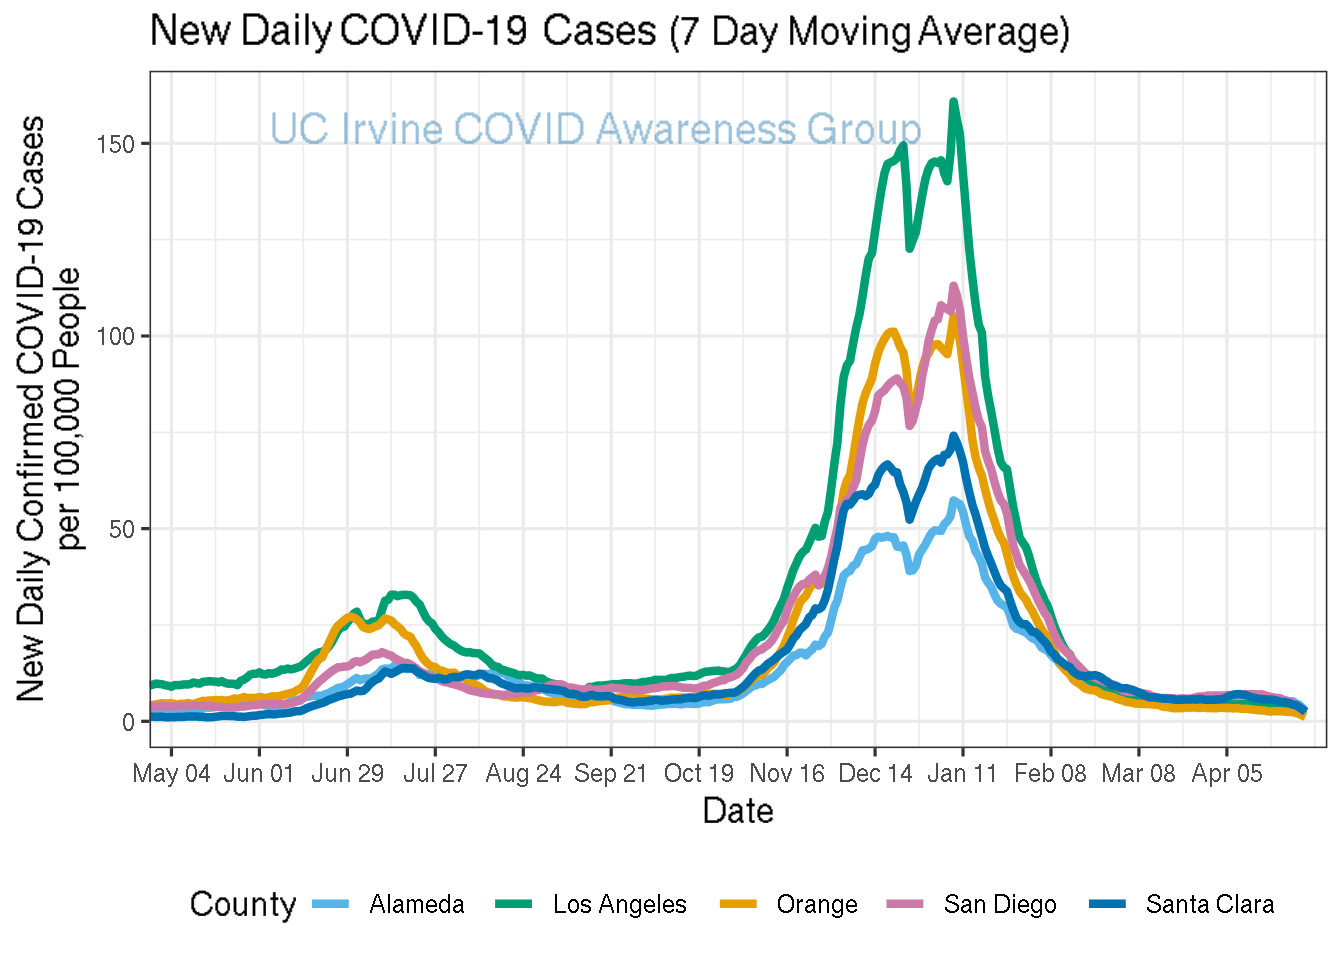 New Daily COVID-19 Cases (7 Day Moving Average)
UC Irvine COVID Awareness Group
New Daily Confirmed COVID-19 Cases
per 100,000 People
150
100
50
0
May 04 Jun 01 Jun 29 Jul 27 Aug 24 Sep 21 Oct 19 Nov 16 Dec 14 Jan 11 Feb 08 Mar 08 Apr 05
Date
County Alameda Los Angeles Orange San Diego Santa Clara